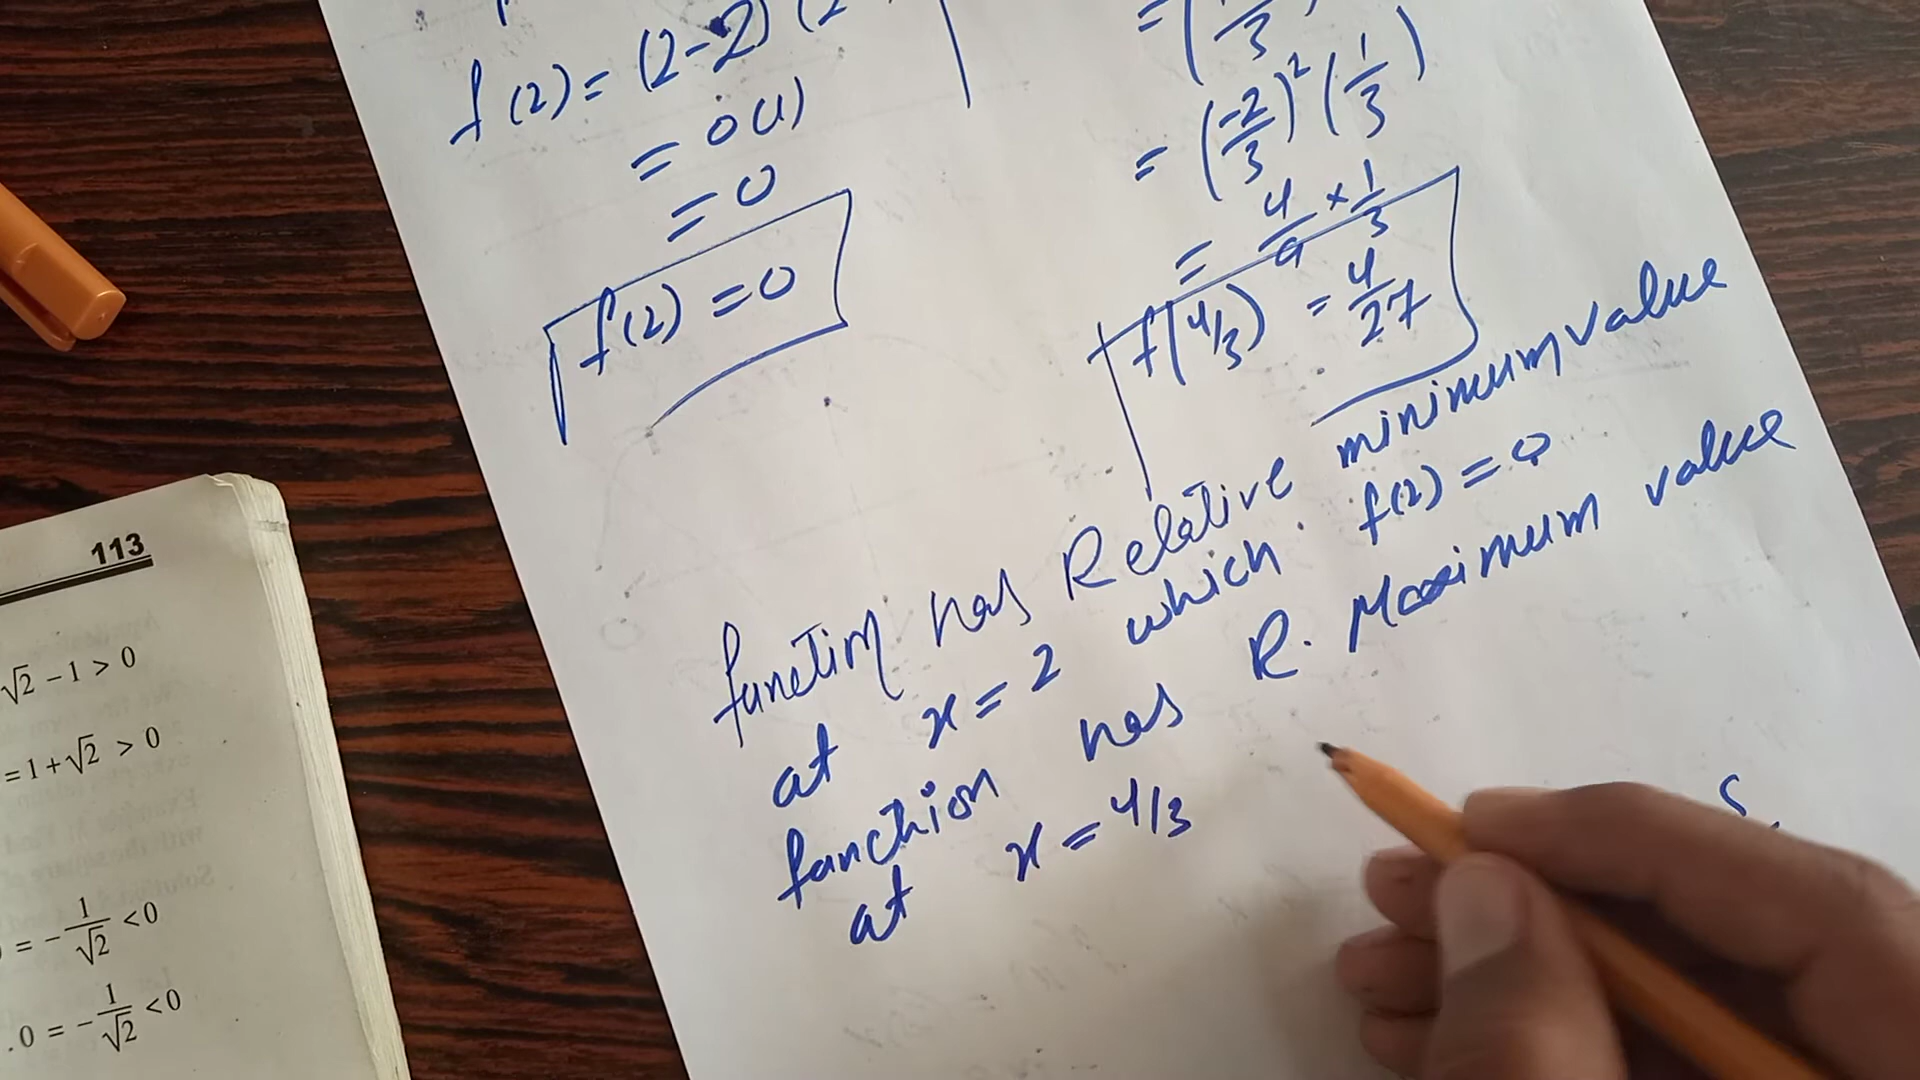 f(2) = (2-2) (2
= 0(1)
= 0
f(2) = 0
= (
3
= (-2/3)² (1/3)
= 4/9 × 1/3
f(4/3) = 4/27
function has Relative minimum value
at x = 2 which f(2) = 0
function has R. Maximum value
at x = 4/3
113
√2 − 1 > 0
= 1 + √2 > 0
= − 1/√2 < 0
.0 = − 1/√2 < 0